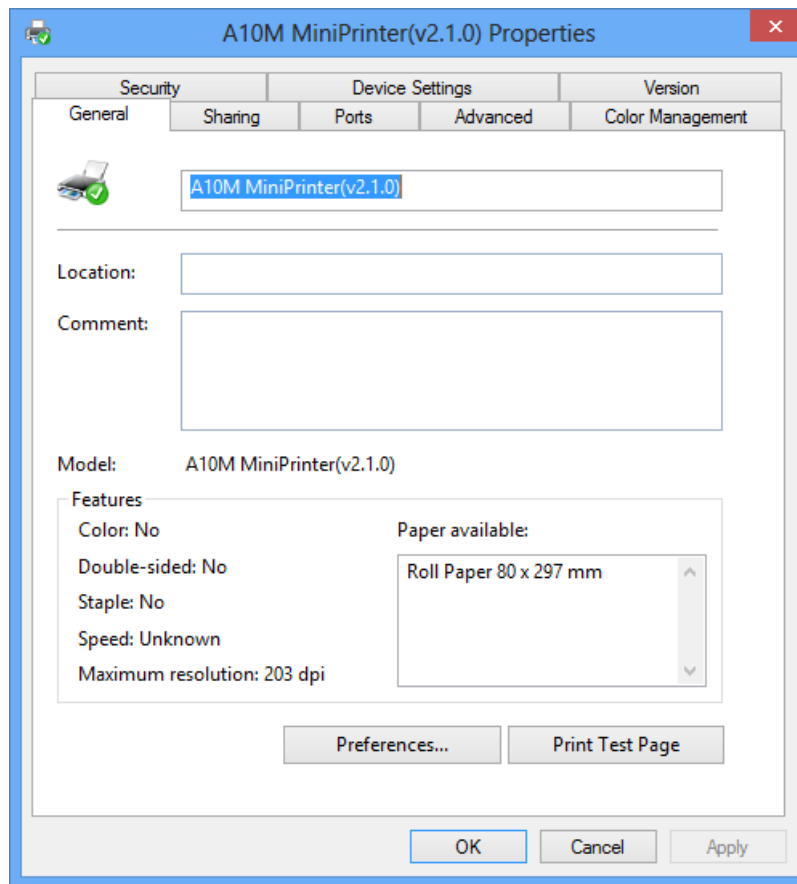 A10M MiniPrinter(v2.1.0) Properties
Security Device Settings Version
General Sharing Ports Advanced Color Management
A10M MiniPrinter(v2.1.0)
Location:
Comment:
Model: A10M MiniPrinter(v2.1.0)
Features
Color: No Paper available:
Double-sided: No Roll Paper 80 x 297 mm
Staple: No
Speed: Unknown
Maximum resolution: 203 dpi
Preferences... Print Test Page
OK Cancel Apply